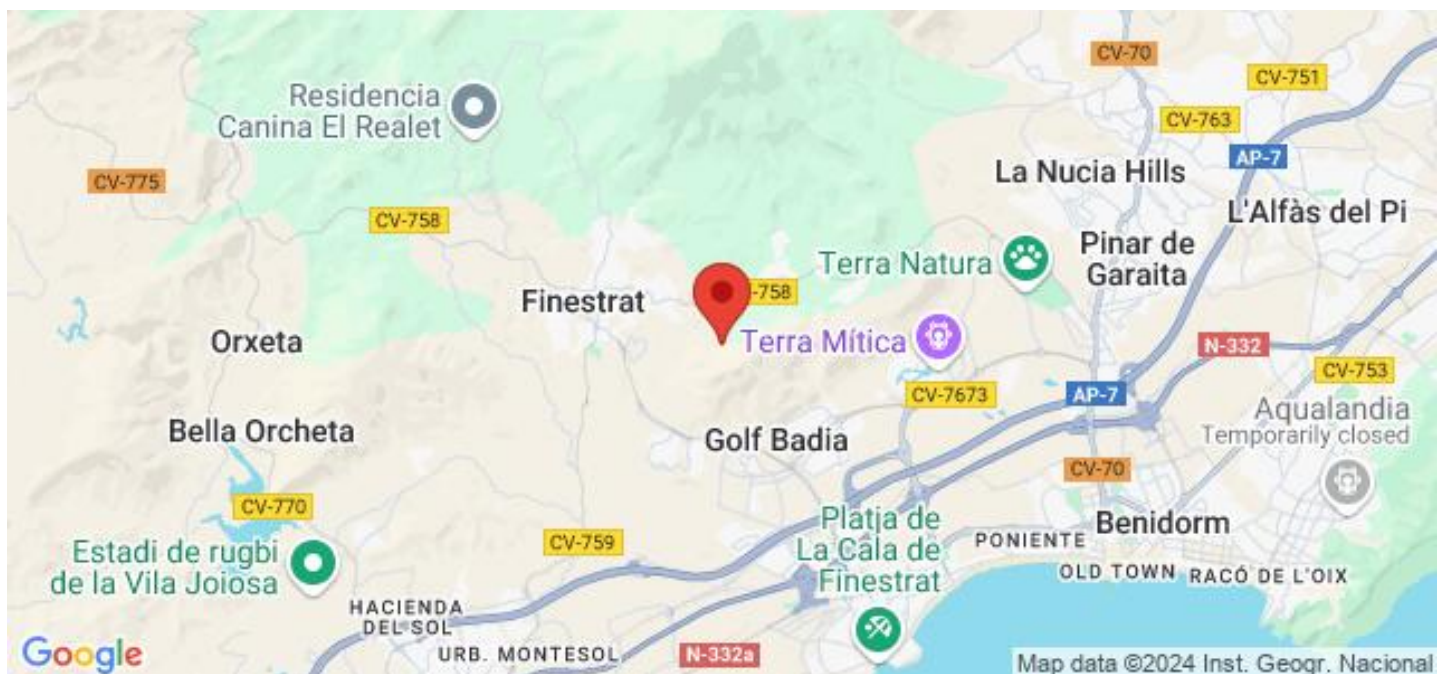 CV-70
CV-751
Residencia
Canina El Realet
CV-763
AP-7
La Nucia Hills
CV-775
CV-758
L'Alfàs del Pi
Pinar de
Garaita
Terra Natura
-758
Finestrat
Orxeta
Terra Mítica
N-332
CV-753
CV-7673
AP-7
Aqualandia
Temporarily closed
Bella Orcheta
Golf Badia
CV-70
CV-770
Platja de
La Cala de
Finestrat
Benidorm
PONIENTE
CV-759
Estadi de rugbi
de la Vila Joiosa
OLD TOWN
RACÓ DE L'OIX
HACIENDA
DEL SOL
URB. MONTESOL
N-332a
Google
Map data ©2024 Inst. Geogr. Nacional